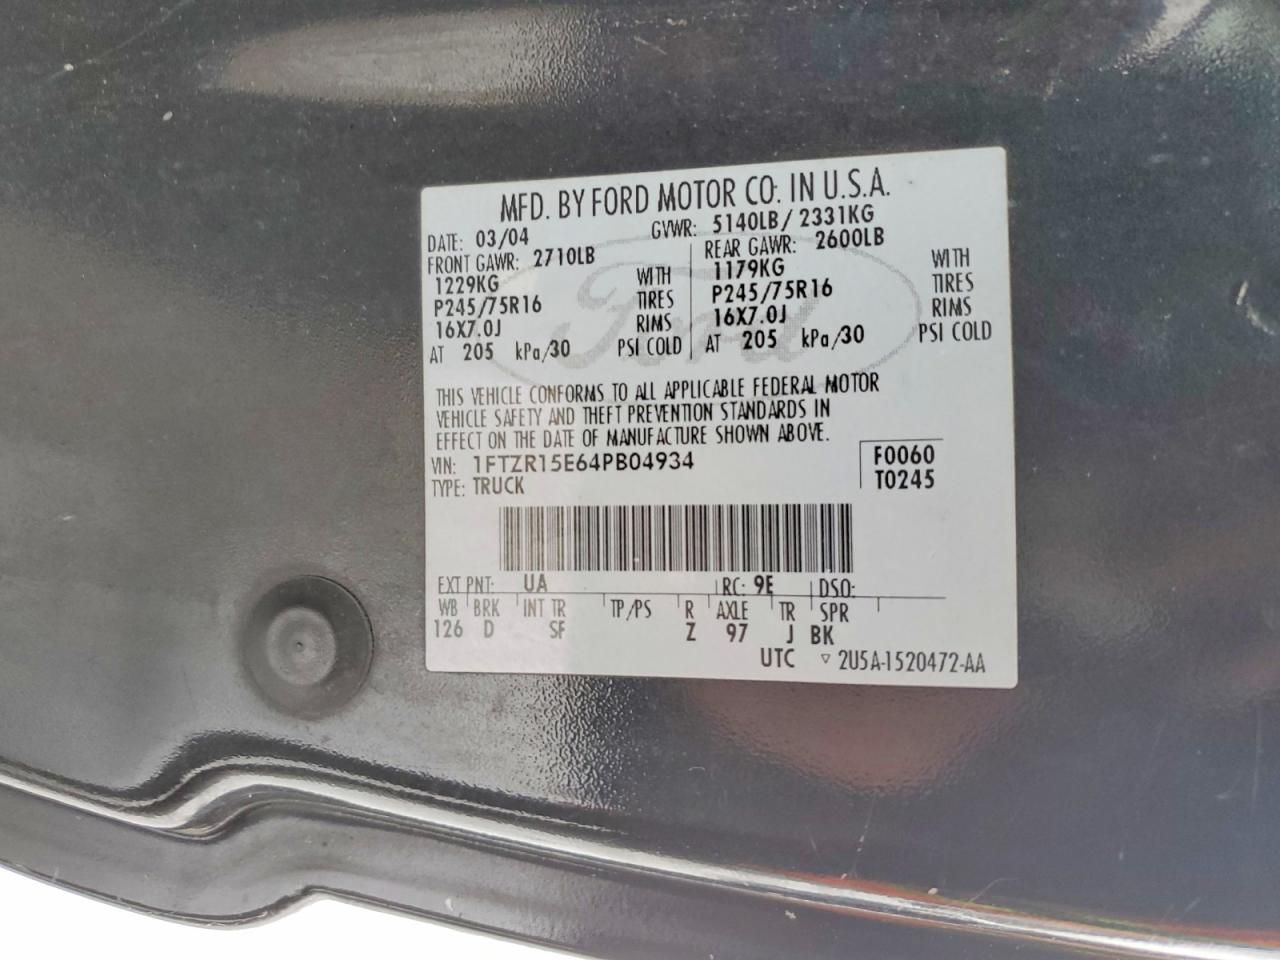 MFD. BY FORD MOTOR CO. IN U.S.A.
DATE: 03/04 GVWR: 5140LB/ 2331KG
FRONT GAWR: 2710LB REAR GAWR: 2600LB
1229KG WITH 1179KG WITH
P245/75R16 TIRES P245/75R16 TIRES
16X7.0J RIMS 16X7.0J RIMS
AT 205 kPa/30 PSI COLD AT 205 kPa/30 PSI COLD
Ford
THIS VEHICLE CONFORMS TO ALL APPLICABLE FEDERAL MOTOR
VEHICLE SAFETY AND THEFT PREVENTION STANDARDS IN
EFFECT ON THE DATE OF MANUFACTURE SHOWN ABOVE.
VIN: 1FTZR15E64PB04934 F0060
TYPE: TRUCK T0245
EXT PNT: UA RC: 9E DSO:
WB BRK INT TR TP/PS R AXLE TR SPR
126 D SF Z 97 J BK
UTC ▿ 2U5A-1520472-AA